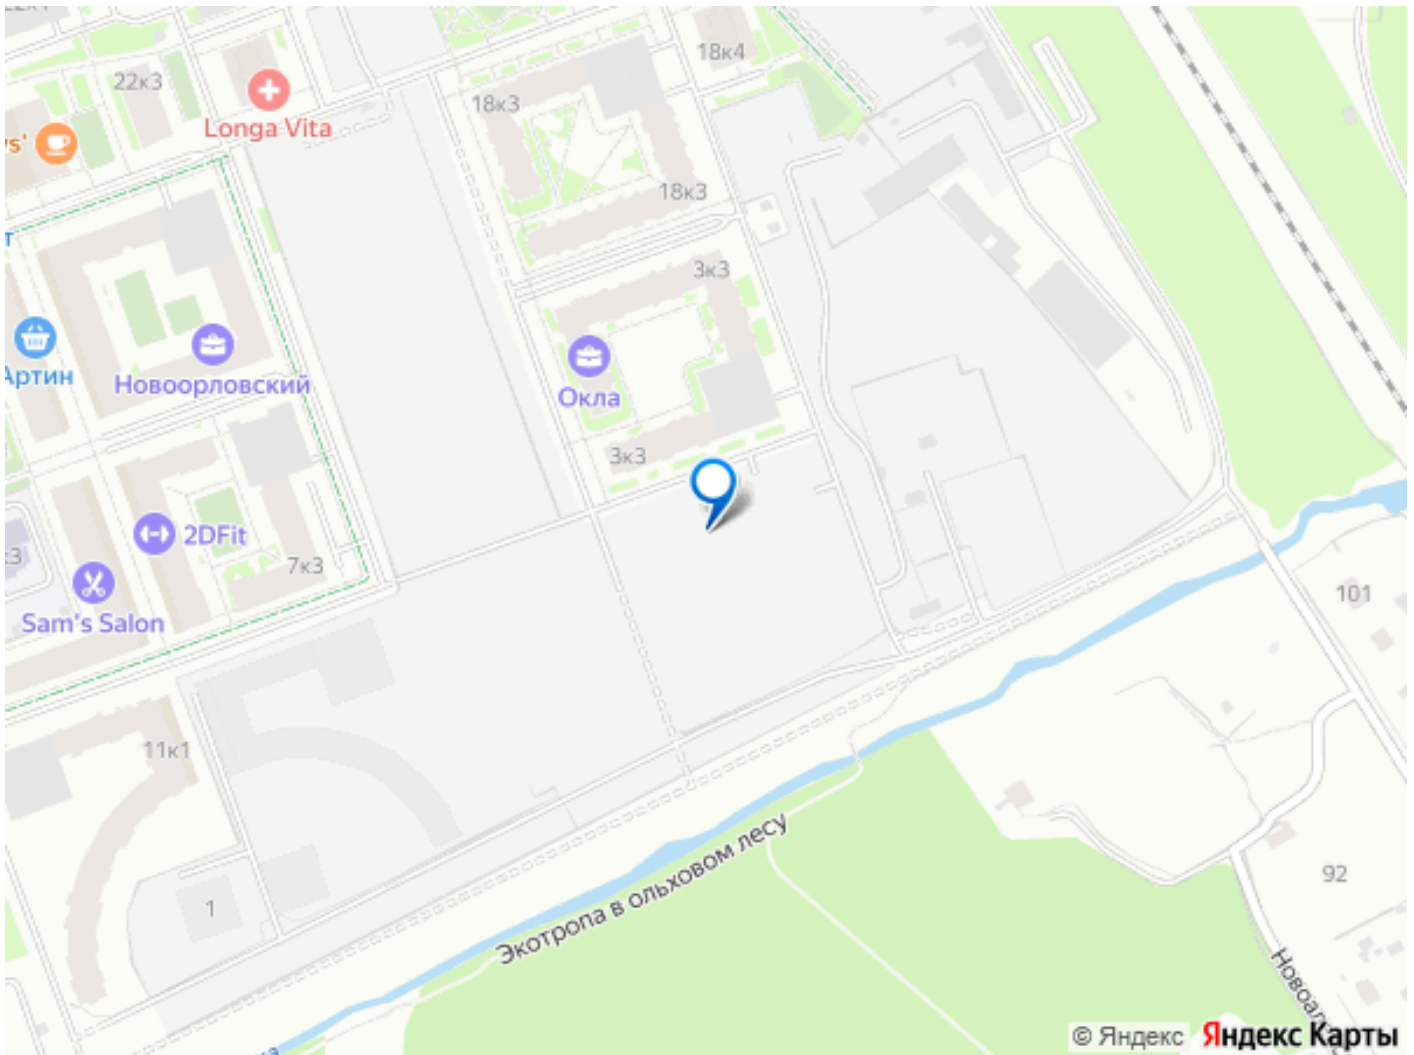 22к3
Longa Vita
18к3
18к4
18к3
3к3
Артин
Новоорловский
Окла
3к3
2DFit
7к3
Sam's Salon
101
11к1
1
Экотропа в ольховом лесу
92
© Яндекс Яндекс Карты